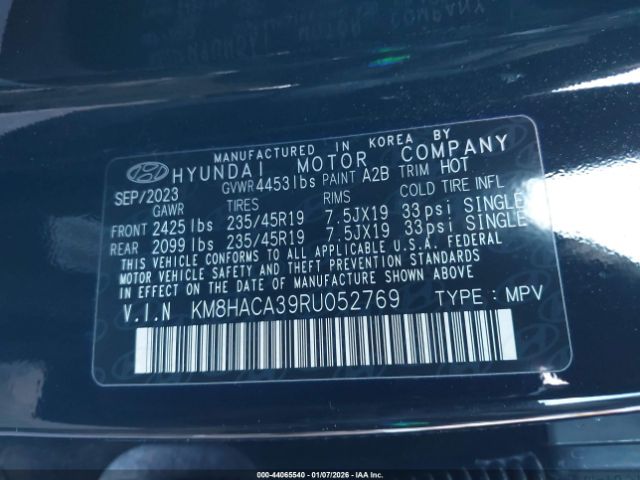 MANUFACTURED IN KOREA BY
HYUNDAI MOTOR COMPANY
SEP/2023 GVWR 4453lbs PAINT A2B TRIM HOT
GAWR TIRES RIMS COLD TIRE INFL
FRONT 2425 lbs 235/45R19 7.5JX19 33psi SINGLE
REAR 2099 lbs 235/45R19 7.5JX19 33psi SINGLE
THIS VEHICLE CONFORMS TO ALL APPLICABLE U.S.A. FEDERAL
MOTOR VEHICLE SAFETY AND THEFT PREVENTION STANDARDS
IN EFFECT ON THE DATE OF MANUFACTURE SHOWN ABOVE.
V.I.N KM8HACA39RU052769 TYPE : MPV
000-44065540 - 01/07/2026 - IAA Inc.